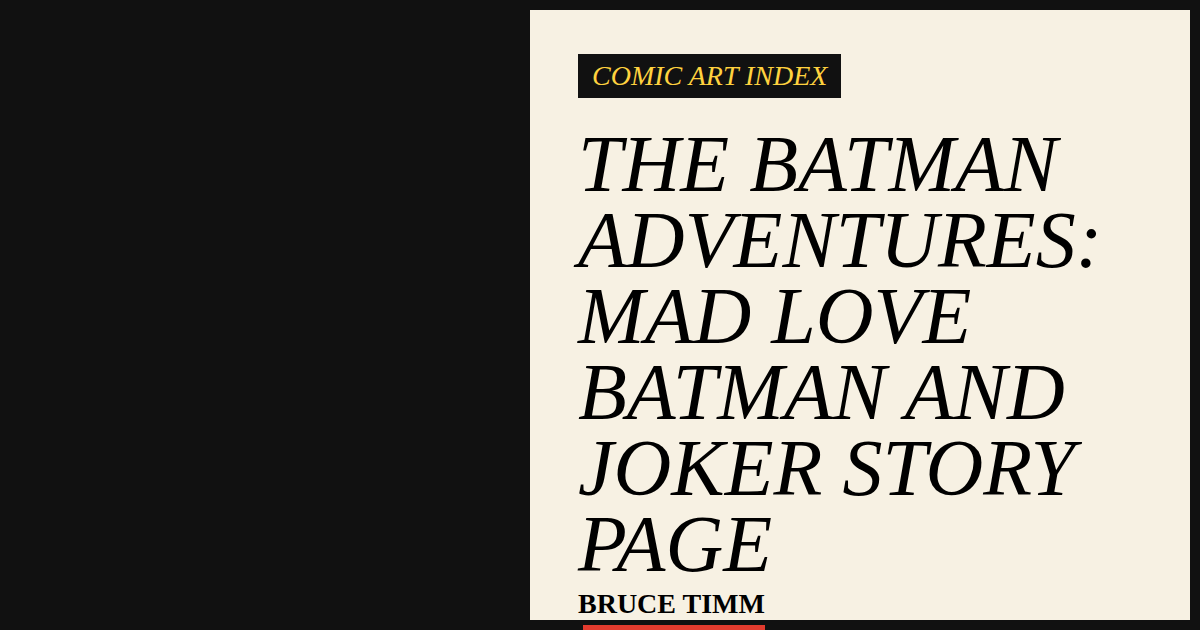 COMIC ART INDEX
THE BATMAN
ADVENTURES:
MAD LOVE
BATMAN AND
JOKER STORY
PAGE
BRUCE TIMM